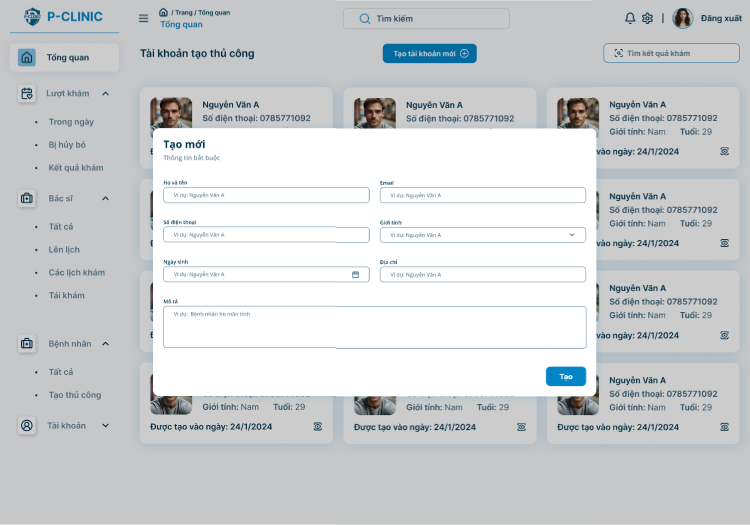 P-CLINIC
/ Trang / Tổng quan
Tổng quan
Tìm kiếm
Đăng xuất
Tổng quan
Lượt khám
Trong ngày
Bị hủy bỏ
Kết quả khám
Bác sĩ
Tất cả
Lên lịch
Các lịch khám
Tái khám
Bệnh nhân
Tất cả
Tạo thủ công
Tài khoản
Tài khoản tạo thủ công
Tạo tài khoản mới
Tìm kết quả khám
Nguyễn Văn A
Số điện thoại: 0785771092
Nguyễn Văn A
Số điện thoại: 0785771092
Nguyễn Văn A
Số điện thoại: 0785771092
Giới tính: Nam Tuổi: 29
vào ngày: 24/1/2024
Nguyễn Văn A
Số điện thoại: 0785771092
Giới tính: Nam Tuổi: 29
vào ngày: 24/1/2024
Nguyễn Văn A
Số điện thoại: 0785771092
Giới tính: Nam Tuổi: 29
vào ngày: 24/1/2024
Tạo mới
Thông tin bắt buộc
Họ và tên
Ví dụ: Nguyễn Văn A
Email
Ví dụ: Nguyễn Văn A
Số điện thoại
Ví dụ: Nguyễn Văn A
Giới tính
Ví dụ: Nguyễn Văn A
Ngày sinh
Ví dụ: Nguyễn Văn A
Địa chỉ
Ví dụ: Nguyễn Văn A
Mô tả
Ví dụ: Bệnh nhân ho mãn tính
Tạo
Giới tính: Nam Tuổi: 29
Được tạo vào ngày: 24/1/2024
Giới tính: Nam Tuổi: 29
Được tạo vào ngày: 24/1/2024
Nguyễn Văn A
Số điện thoại: 0785771092
Giới tính: Nam Tuổi: 29
Được tạo vào ngày: 24/1/2024